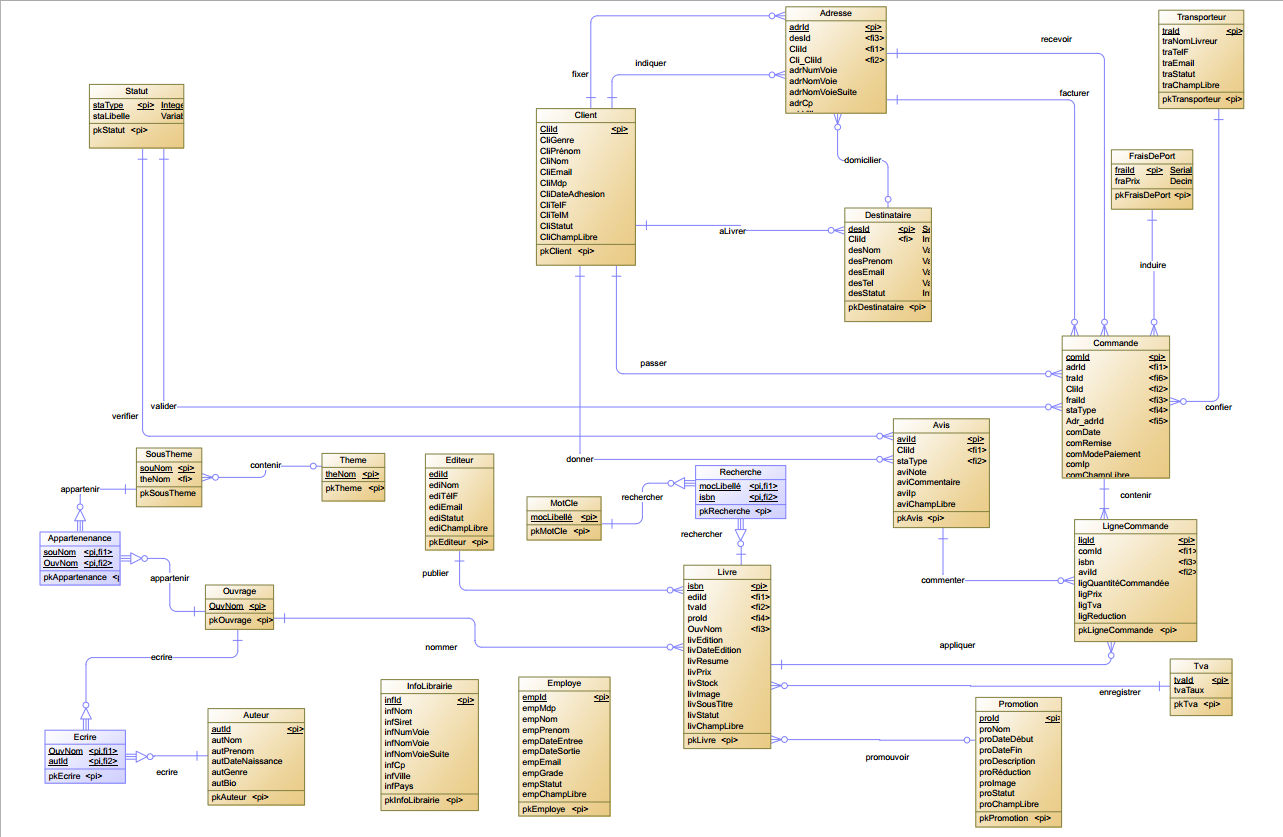 Adresse
adrId <pi>
desId <fi3>
CliId <fi1>
Cli_CliId <fi2>
adrNumVoie
adrNomVoie
adrNomVoieSuite
adrCp
Transporteur
traId <pi>
traNomLivreur
traTelF
traEmail
traStatut
traChampLibre
pkTransporteur <pi>
recevoir
fixer
indiquer
facturer
Statut
staType <pi> Intege
staLibelle Variat
pkStatut <pi>
Client
CliId <pi>
CliGenre
CliPrénom
CliNom
CliEmail
CliMdp
CliDateAdhesion
CliTelF
CliTelM
CliStatut
CliChampLibre
pkClient <pi>
domicilier
FraisDePort
fraiId <pi> Serial
fraPrix Decim
pkFraisDePort <pi>
Destinataire
desId <pi> Se
CliId <fi> In
desNom Va
desPrenom Va
desEmail Va
desTel Va
desStatut In
pkDestinataire <pi>
aLivrer
induire
Commande
comId <pi>
adrId <fi1>
traId <fi6>
CliId <fi2>
fraiId <fi3>
staType <fi4>
Adr_adrId <fi5>
comDate
comRemise
comModePaiement
comIp
comChampLibre
passer
valider
verifier
confier
Avis
aviId <pi>
CliId <fi1>
staType <fi2>
aviNote
aviCommentaire
aviIp
aviChampLibre
pkAvis <pi>
donner
SousTheme
souNom <pi>
theNom <fi>
pkSousTheme
contenir
Theme
theNom <pi>
pkTheme <pi>
Editeur
ediId
ediNom
ediTélF
ediEmail
ediStatut
ediChampLibre
pkEditeur <pi>
Recherche
mocLibellé <pi,fi1>
isbn <pi,fi2>
pkRecherche <pi>
rechercher
MotCle
mocLibellé <pi>
pkMotCle <pi>
rechercher
contenir
appartenir
Appartenenance
souNom <pi,fi1>
OuvNom <pi,fi2>
pkAppartenance <
appartenir
LigneCommande
ligId <pi>
comId <fi1>
isbn <fi3>
aviId <fi2>
ligQuantitéCommandée
ligPrix
ligTva
ligReduction
pkLigneCommande <pi>
commenter
publier
Livre
isbn <pi>
ediId <fi1>
tvaId <fi2>
proId <fi4>
OuvNom <fi3>
livEdition
livDateEdition
livResume
livPrix
livStock
livImage
livSousTitre
livStatut
livChampLibre
pkLivre <pi>
Ouvrage
OuvNom <pi>
pkOuvrage <pi>
nommer
appliquer
ecrire
Tva
tvaId <pi>
tvaTaux
pkTva <pi>
enregistrer
InfoLibrairie
infId <pi>
infNom
infSiret
infNumVoie
infNomVoie
infNomVoieSuite
infCp
infVille
infPays
pkInfoLibrairie <pi>
Employe
empId <pi>
empMdp
empNom
empPrenom
empDateEntree
empDateSortie
empEmail
empGrade
empStatut
empChampLibre
pkEmploye <pi>
Promotion
proId <pi
proNom
proDateDébut
proDateFin
proDescription
proRéduction
proImage
proStatut
proChampLibre
pkPromotion <pi>
promouvoir
Auteur
autId <pi>
autNom
autPrenom
autDateNaissance
autGenre
autBio
pkAuteur <pi>
Ecrire
OuvNom <pi,fi1>
autId <pi,fi2>
pkEcrire <pi>
ecrire